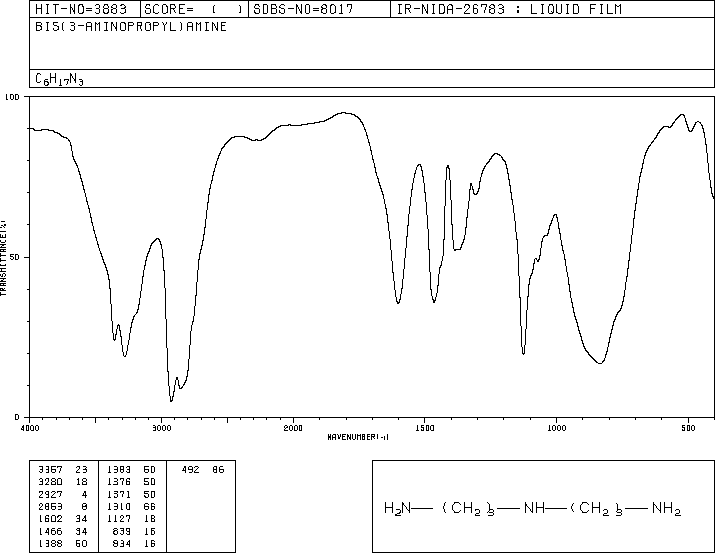 HIT-NO=3883 SCORE= ( ) SDBS-NO=8017 IR-NIDA-26783 : LIQUID FILM
BIS(3-AMINOPROPYL)AMINE
C6H17N3
100
50
0
TRANSMITTANCE(%)
4000 3000 2000 1500 1000 500
WAVENUMBER(-1)
3367 23 1383 50 492 86
3280 18 1376 50
2927 4 1371 50
2853 8 1310 66
1602 34 1127 18
1466 34 839 16
1388 50 834 16
H2N—(CH2)3—NH—(CH2)3—NH2